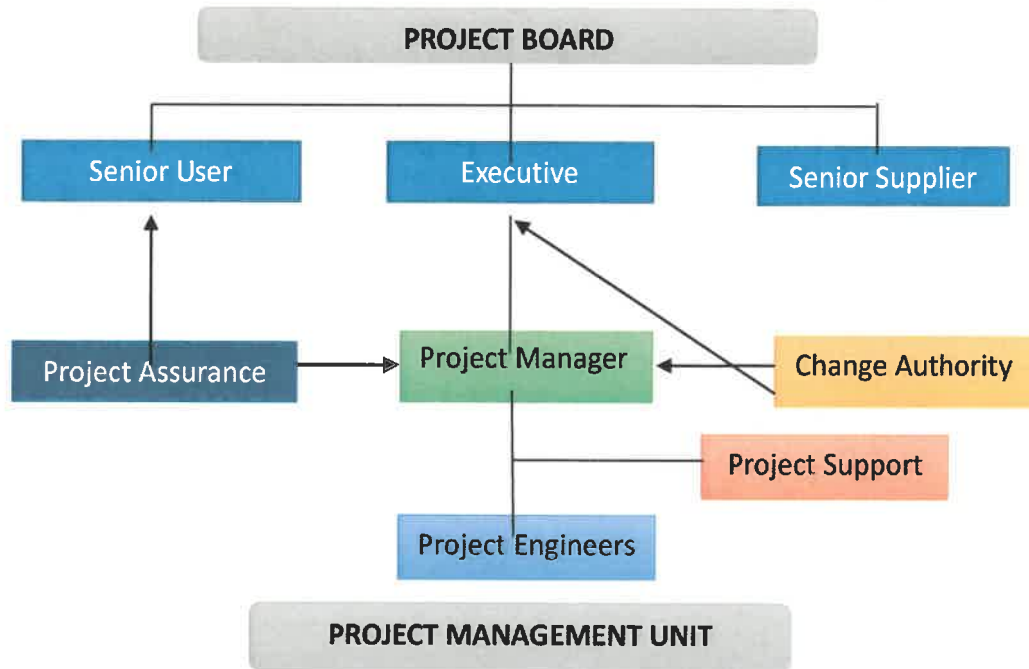 PROJECT BOARD
Senior User
Executive
Senior Supplier
Project Assurance
Project Manager
Change Authority
Project Support
Project Engineers
PROJECT MANAGEMENT UNIT